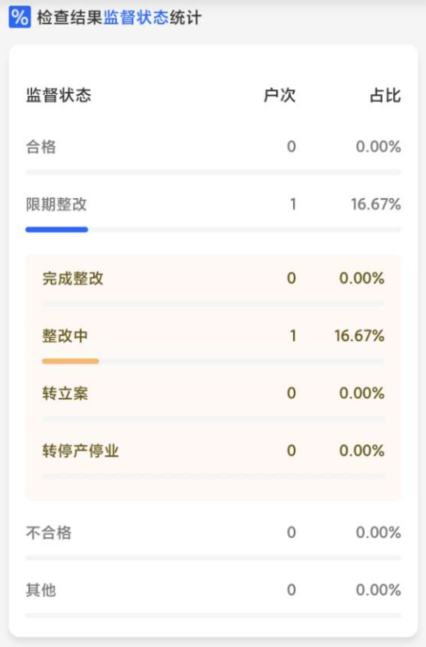 % 检查结果监督状态统计
监督状态 户次 占比
合格 0 0.00%
限期整改 1 16.67%
完成整改 0 0.00%
整改中 1 16.67%
转立案 0 0.00%
转停产停业 0 0.00%
不合格 0 0.00%
其他 0 0.00%